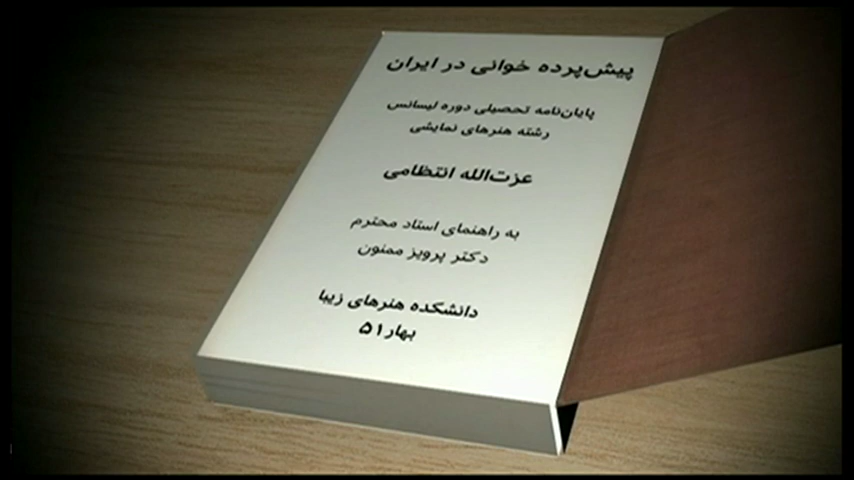 پیش‌پرده خوانی در ایران
پایان‌نامه تحصیلی دوره لیسانس
رشته هنرهای نمایشی
عزت‌الله انتظامی
به راهنمای استاد محترم
دکتر پرویز ممنون
دانشکده هنرهای زیبا
بهار ۵۱